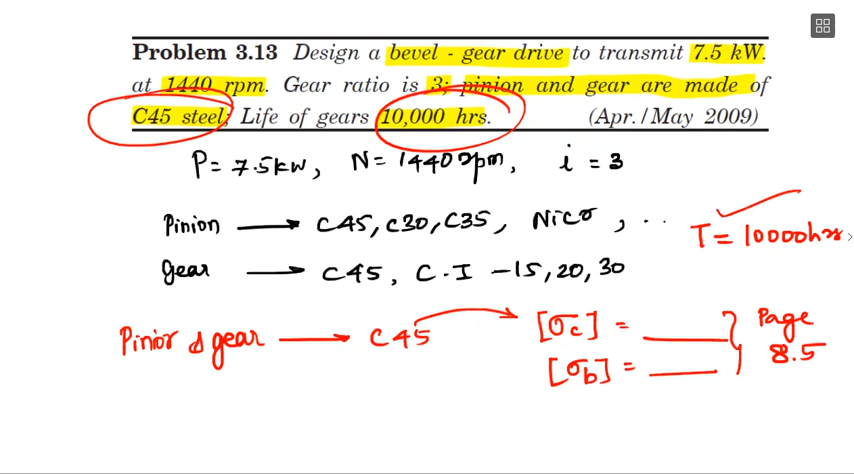 Problem 3.13 Design a bevel - gear drive to transmit 7.5 kW.
at 1440 rpm. Gear ratio is 3; pinion and gear are made of
C45 steel; Life of gears 10,000 hrs. (Apr./May 2009)
P = 7.5kw, N = 1440 rpm, i = 3
Pinion → C45, C30, C35, Nicr, ..
T = 10000hrs
Gear → C45, C.I -15, 20, 30
Pinior & gear → C45 [σc] = ___
Page
8.5
[σb] = ___